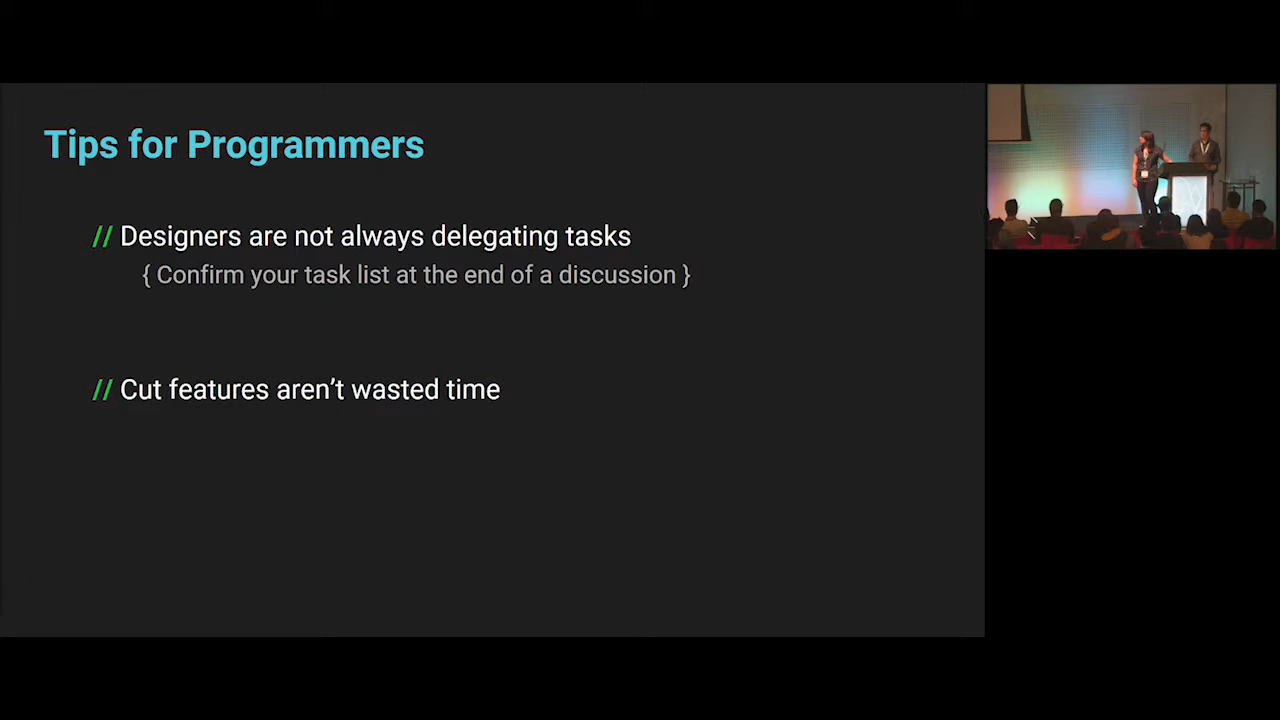 Tips for Programmers
// Designers are not always delegating tasks
{ Confirm your task list at the end of a discussion }
// Cut features aren’t wasted time